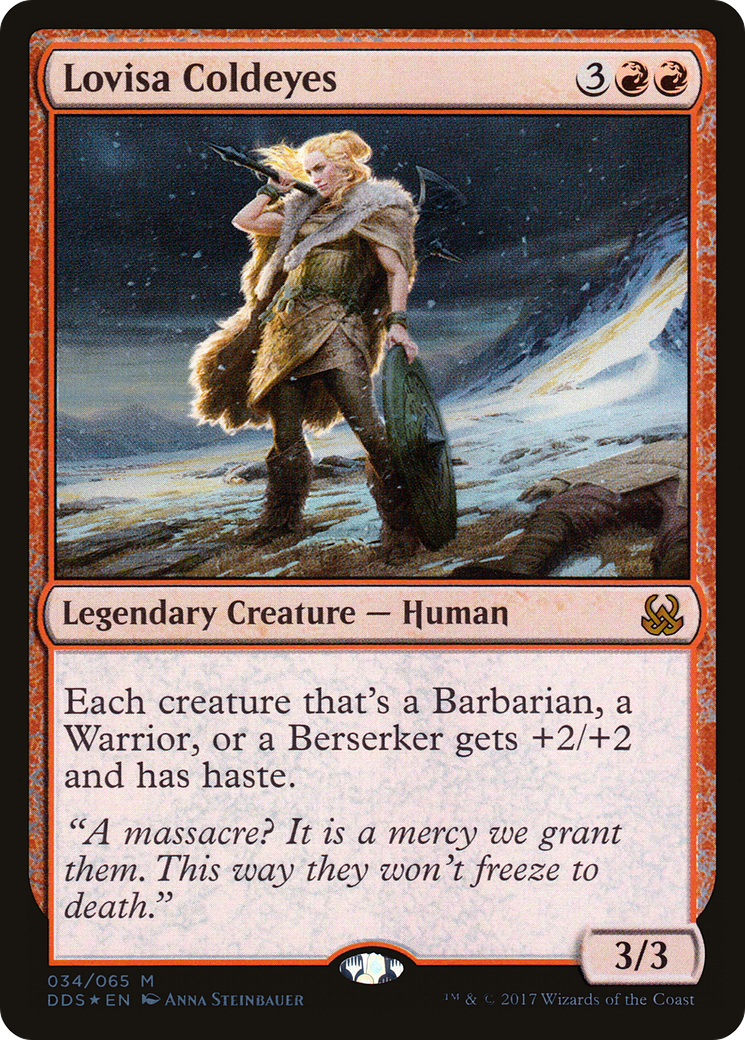 Lovisa Coldeyes 3
Legendary Creature — Human
Each creature that's a Barbarian, a
Warrior, or a Berserker gets +2/+2
and has haste.
“A massacre? It is a mercy we grant
them. This way they won't freeze to
death.”
3/3
034/065 M
DDS★EN Anna Steinbauer
™ & © 2017 Wizards of the Coast